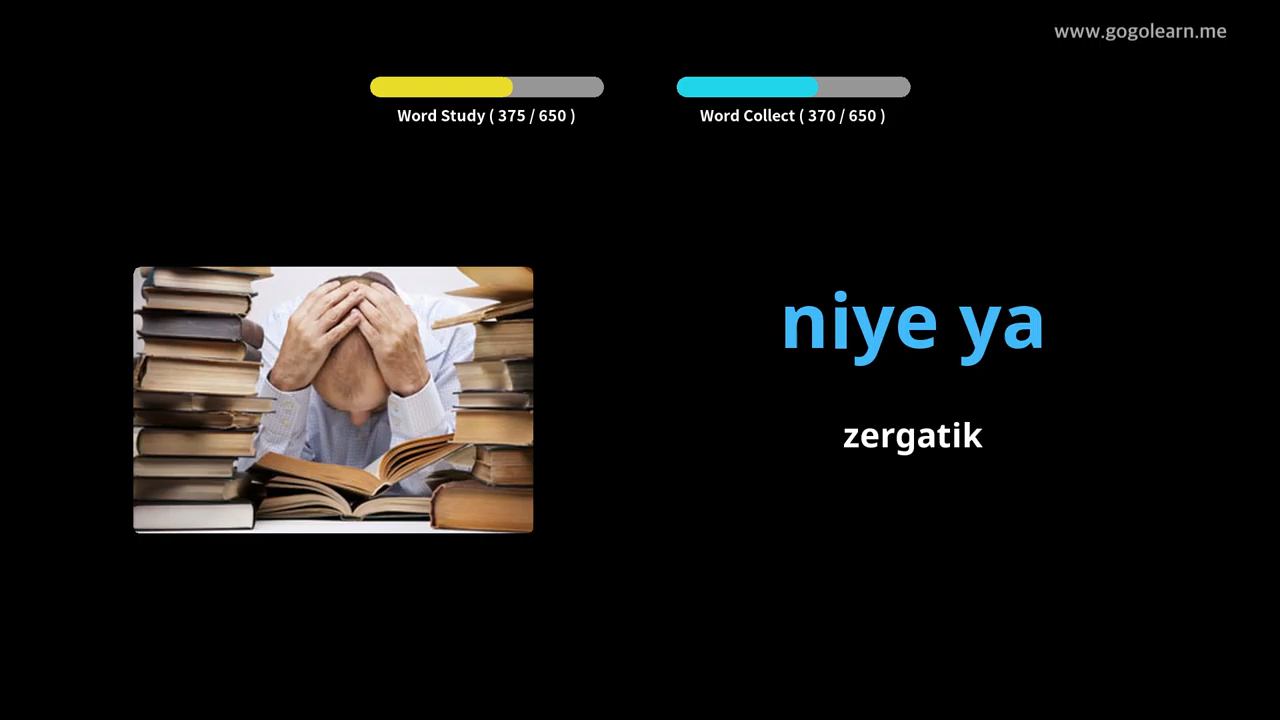 www.gogolearn.me
Word Study ( 375 / 650 )
Word Collect ( 370 / 650 )
niye ya
zergatik